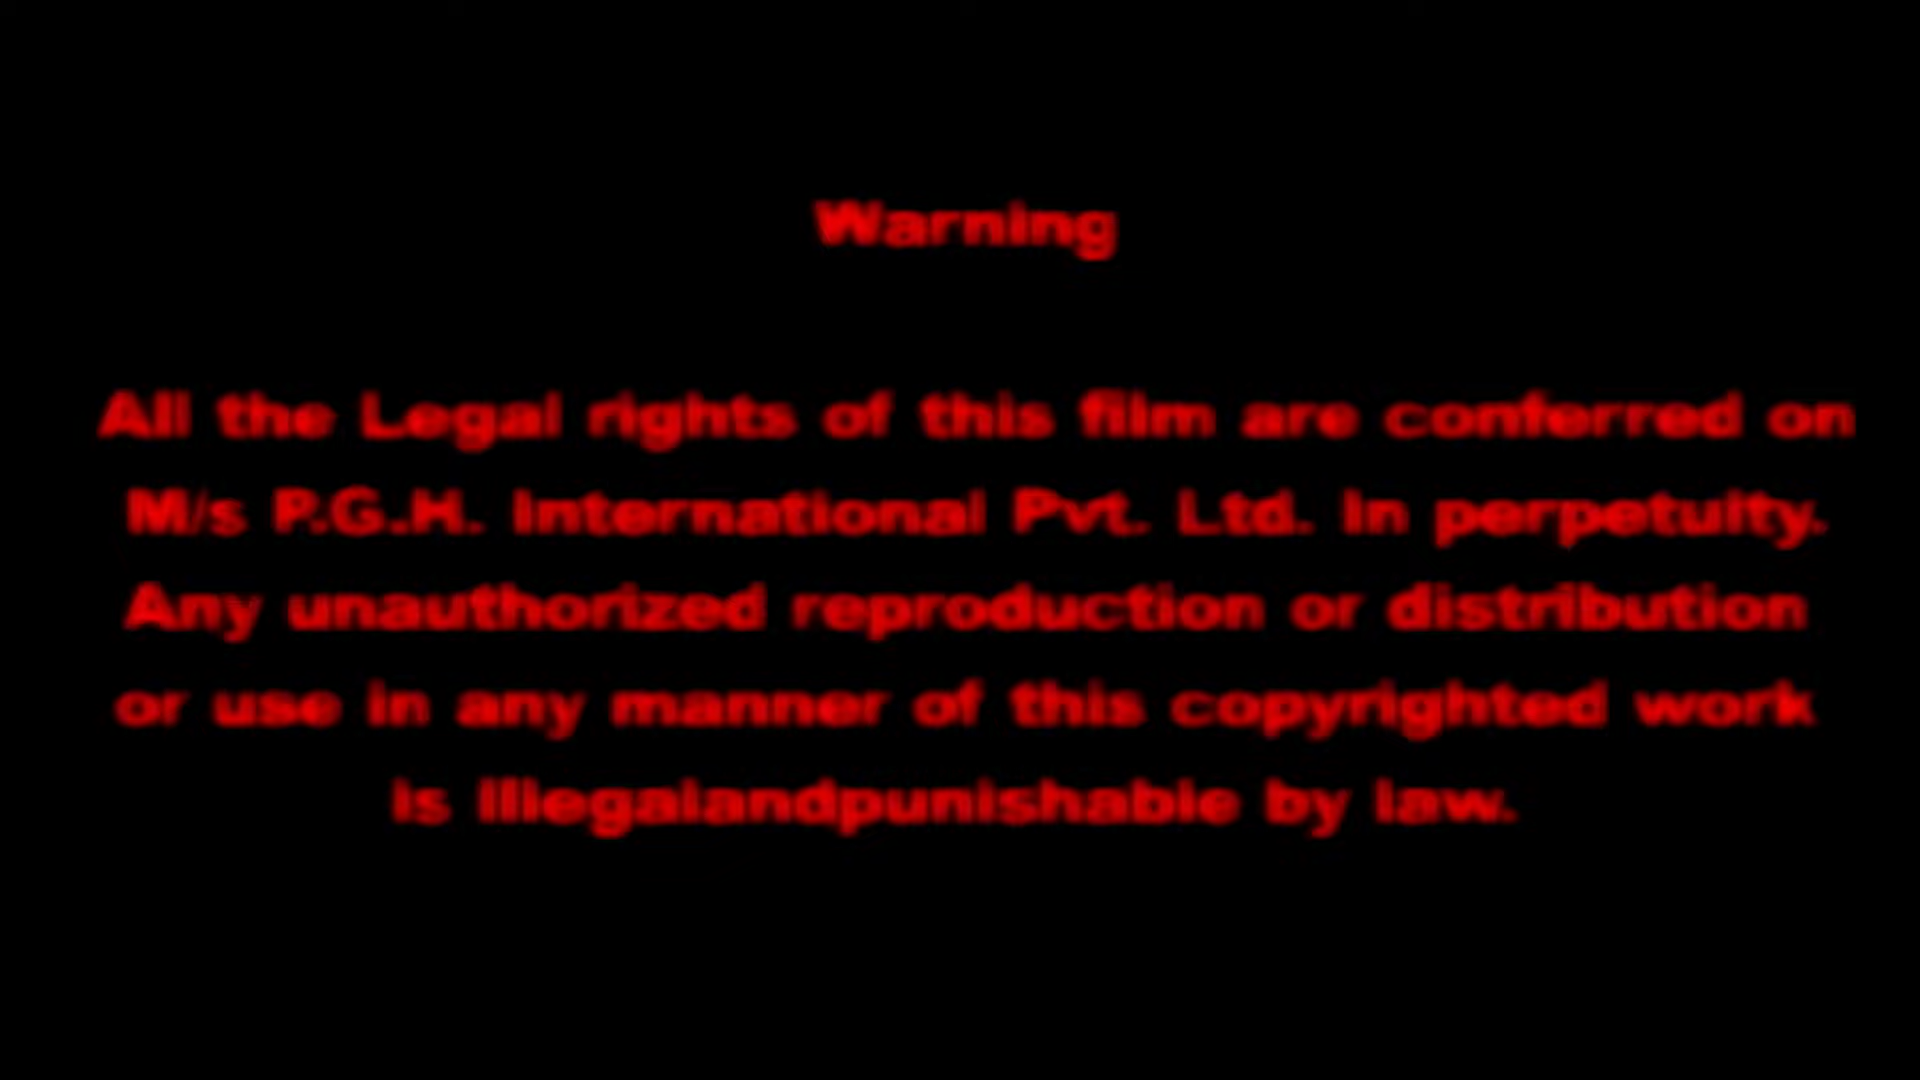 Warning
All the Legal rights of this film are conferred on
M/s P.G.H. International Pvt. Ltd. In perpetuity.
Any unauthorized reproduction or distribution
or use in any manner of this copyrighted work
is Illegalandpunishable by law.